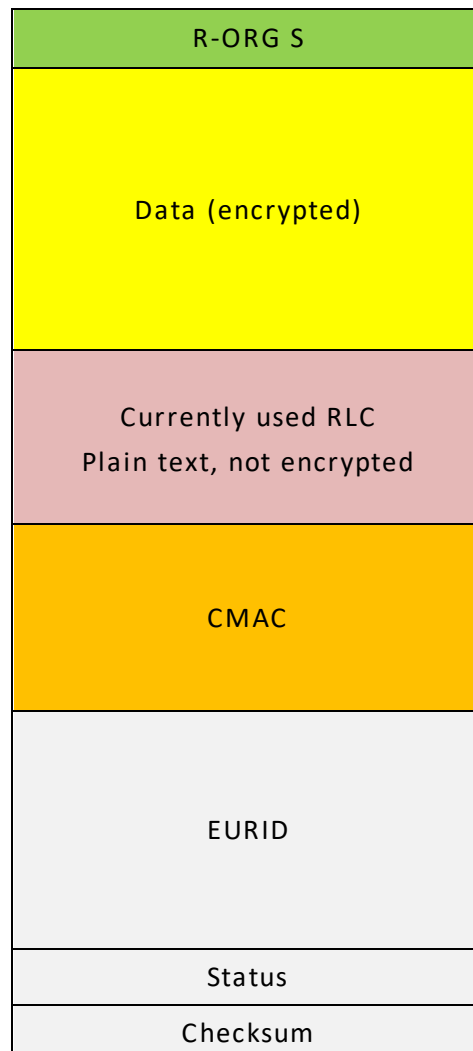 R-ORG S
Data (encrypted)
Currently used RLC
Plain text, not encrypted
CMAC
EURID
Status
Checksum